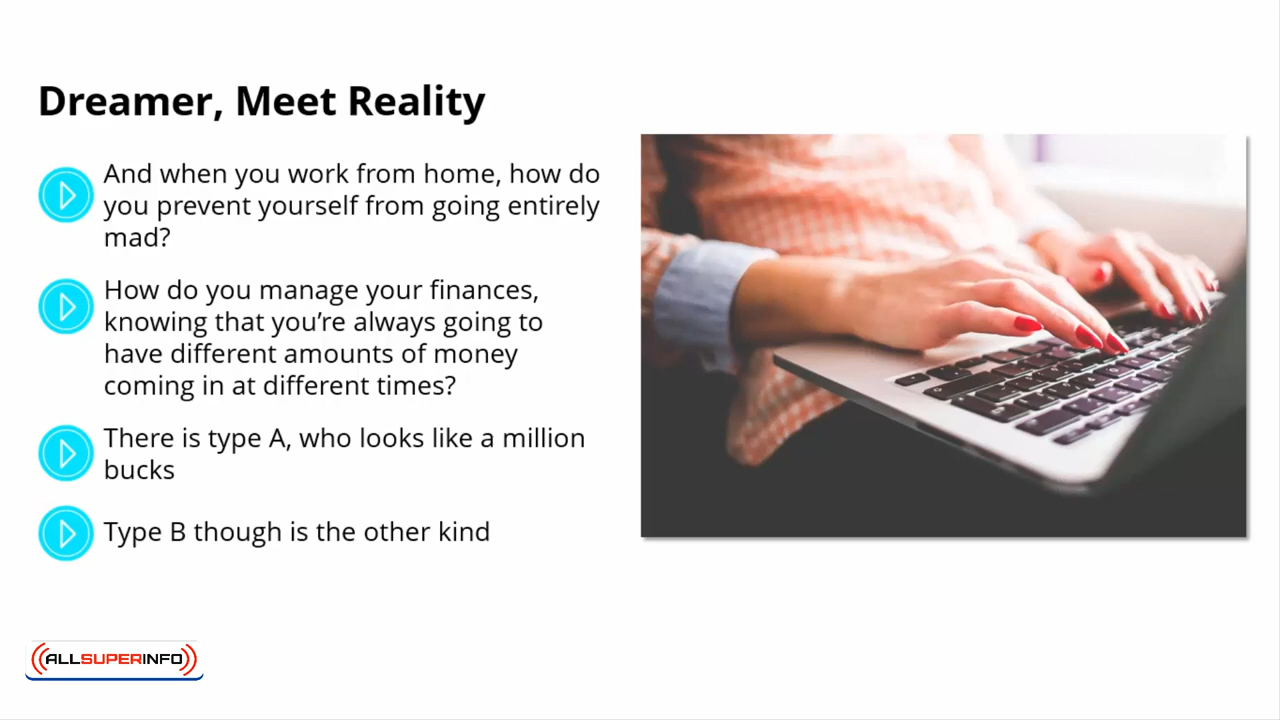 Dreamer, Meet Reality
And when you work from home, how do
you prevent yourself from going entirely
mad?
How do you manage your finances,
knowing that you’re always going to
have different amounts of money
coming in at different times?
There is type A, who looks like a million
bucks
Type B though is the other kind
ALLSUPERINFO